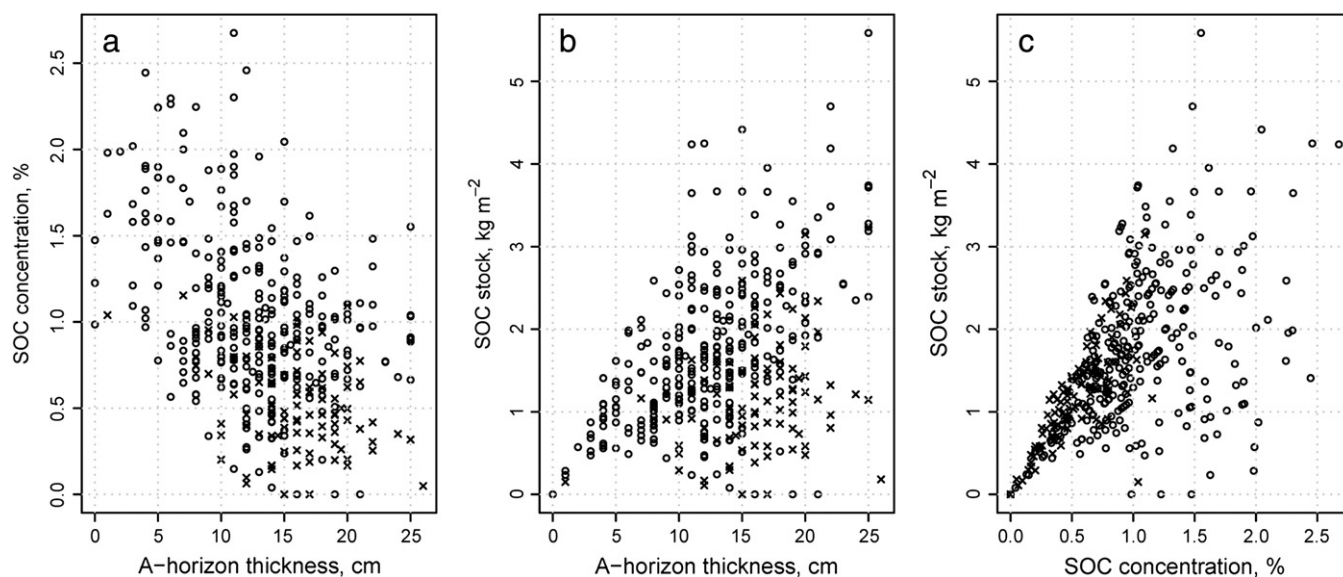 a
SOC concentration, %
2.5
2.0
1.5
1.0
0.5
0.0
0 5 10 15 20 25
A−horizon thickness, cm
b
SOC stock, kg m−2
5
4
3
2
1
0
0 5 10 15 20 25
A−horizon thickness, cm
c
SOC stock, kg m−2
5
4
3
2
1
0
0.0 0.5 1.0 1.5 2.0 2.5
SOC concentration, %